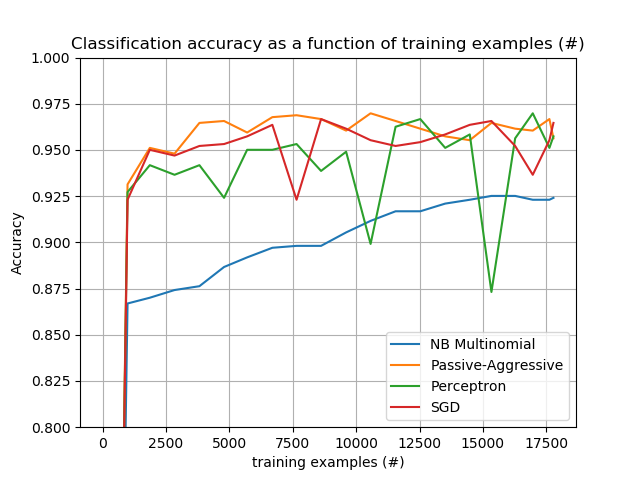 Classification accuracy as a function of training examples (#)
1.000
0.975
0.950
0.925
0.900
0.875
0.850
0.825
0.800
Accuracy
NB Multinomial
Passive-Aggressive
Perceptron
SGD
0 2500 5000 7500 10000 12500 15000 17500
training examples (#)